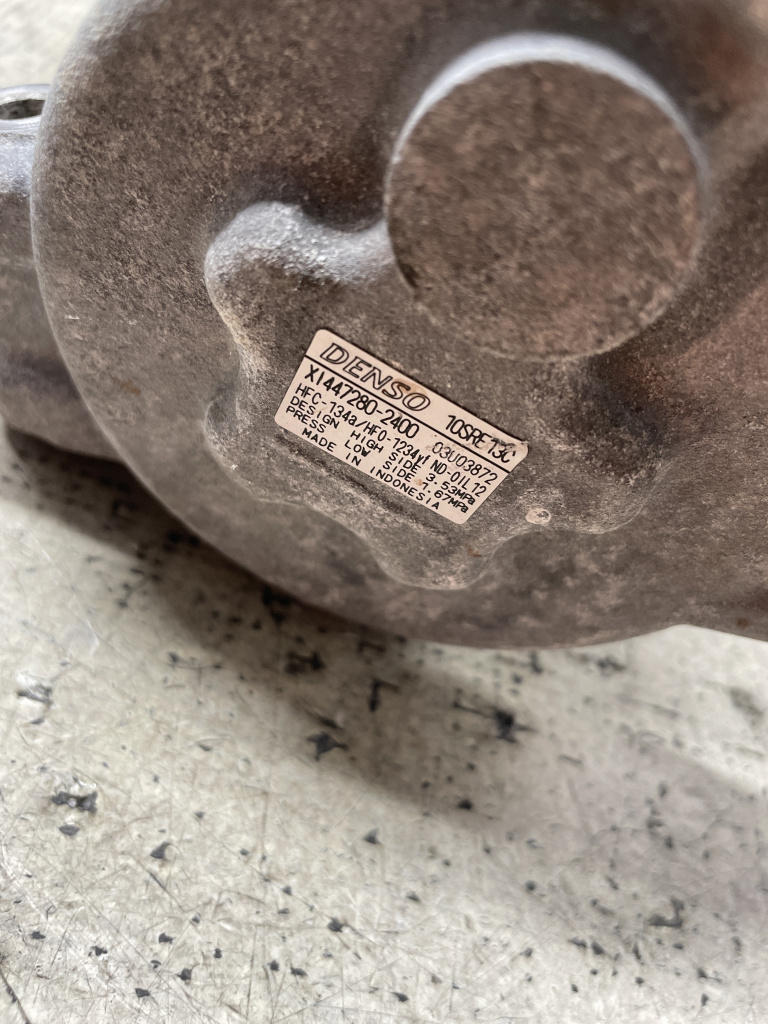 DENSO 10SRE13C
X1447280-2400 03U03872
HFC-134a/HFO-1234yf ND-OIL12
DESIGN HIGH SIDE 3.53MPa
PRESS LOW SIDE 1.67MPa
MADE IN INDONESIA